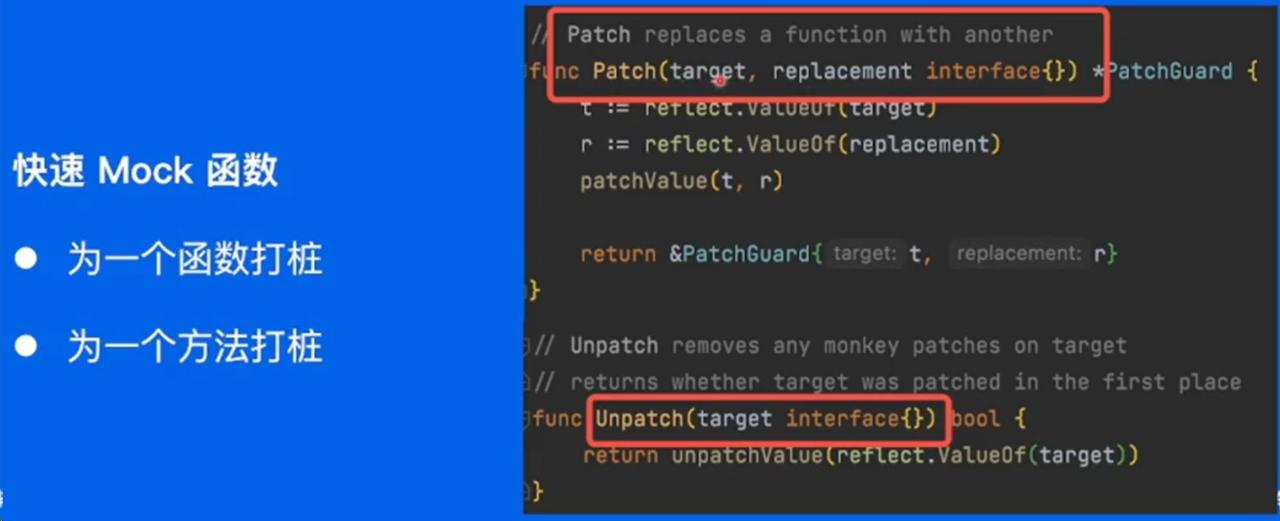 快速 Mock 函数
● 为一个函数打桩
● 为一个方法打桩
// Patch replaces a function with another
func Patch(target, replacement interface{}) *PatchGuard {
t := reflect.ValueOf(target)
r := reflect.ValueOf(replacement)
patchValue(t, r)
return &PatchGuard{ target: t, replacement: r}
}
// Unpatch removes any monkey patches on target
// returns whether target was patched in the first place
func Unpatch(target interface{}) bool {
return unpatchValue(reflect.ValueOf(target))
}